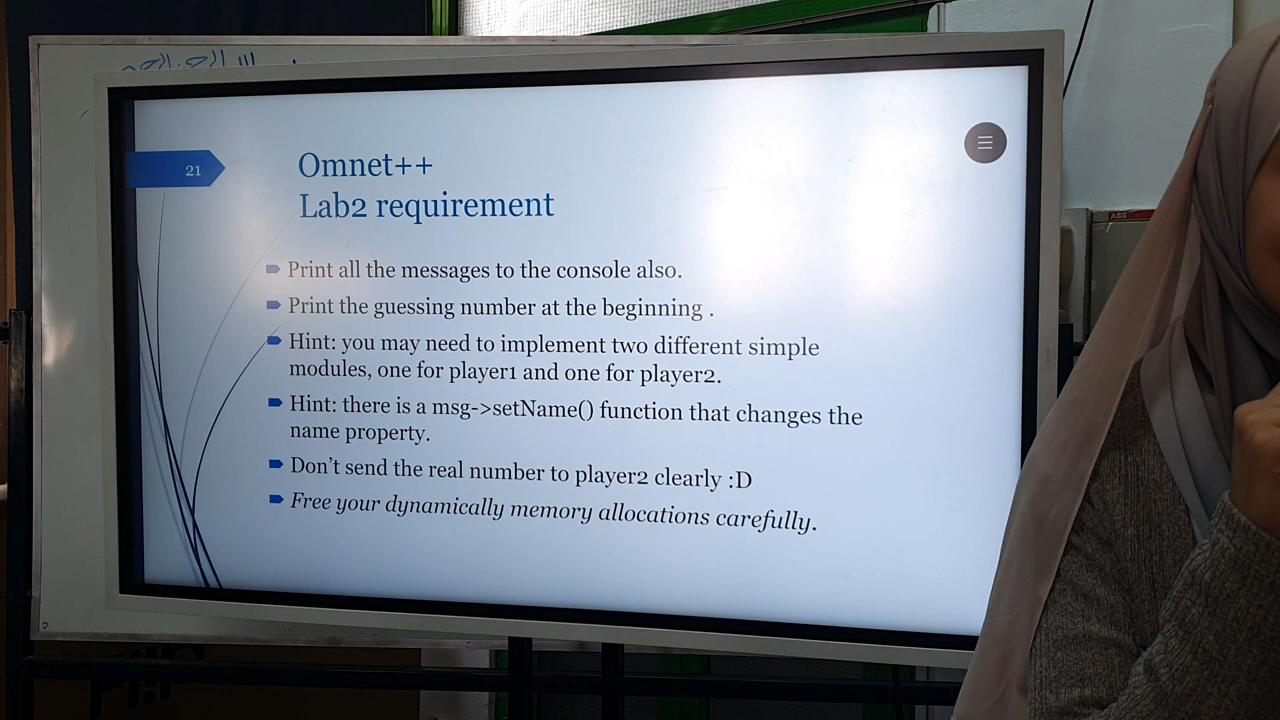 21
Omnet++
Lab2 requirement
Print all the messages to the console also.
Print the guessing number at the beginning .
Hint: you may need to implement two different simple
modules, one for player1 and one for player2.
Hint: there is a msg->setName() function that changes the
name property.
Don't send the real number to player2 clearly :D
Free your dynamically memory allocations carefully.
ABB